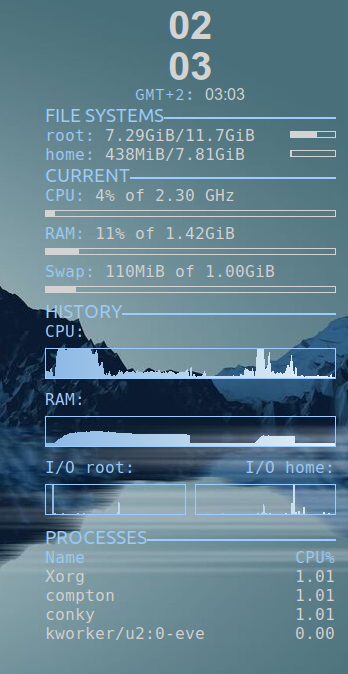 02
03
GMT+2: 03:03
FILE SYSTEMS
root: 7.29GiB/11.7GiB
home: 438MiB/7.81GiB
CURRENT
CPU: 4% of 2.30 GHz
RAM: 11% of 1.42GiB
Swap: 110MiB of 1.00GiB
HISTORY
CPU:
RAM:
I/O root: I/O home:
PROCESSES
Name CPU%
Xorg 1.01
compton 1.01
conky 1.01
kworker/u2:0-eve 0.00